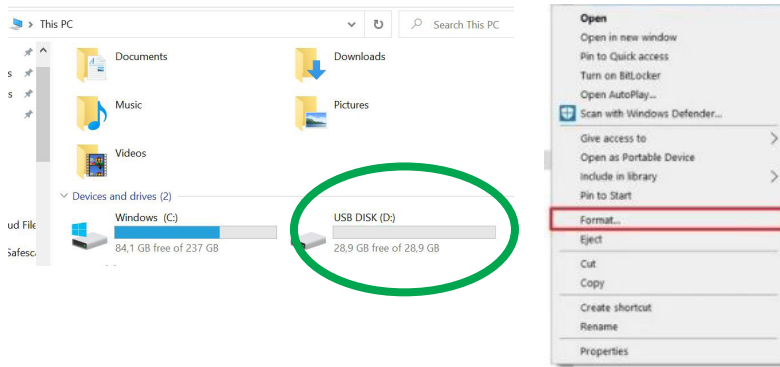 This PC
Search This PC
Documents
Downloads
s
s
Music
Pictures
Videos
Devices and drives (2)
Windows (C:)
USB DISK (D:)
ud File
84,1 GB free of 237 GB
28,9 GB free of 28,9 GB
Safesc
Open
Open in new window
Pin to Quick access
Turn on BitLocker
Open AutoPlay...
Scan with Windows Defender...
Give access to
Open as Portable Device
Include in library
Pin to Start
Format...
Eject
Cut
Copy
Create shortcut
Rename
Properties